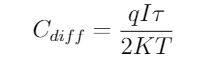 $C_{diff} = \frac{qI\tau}{2KT}$